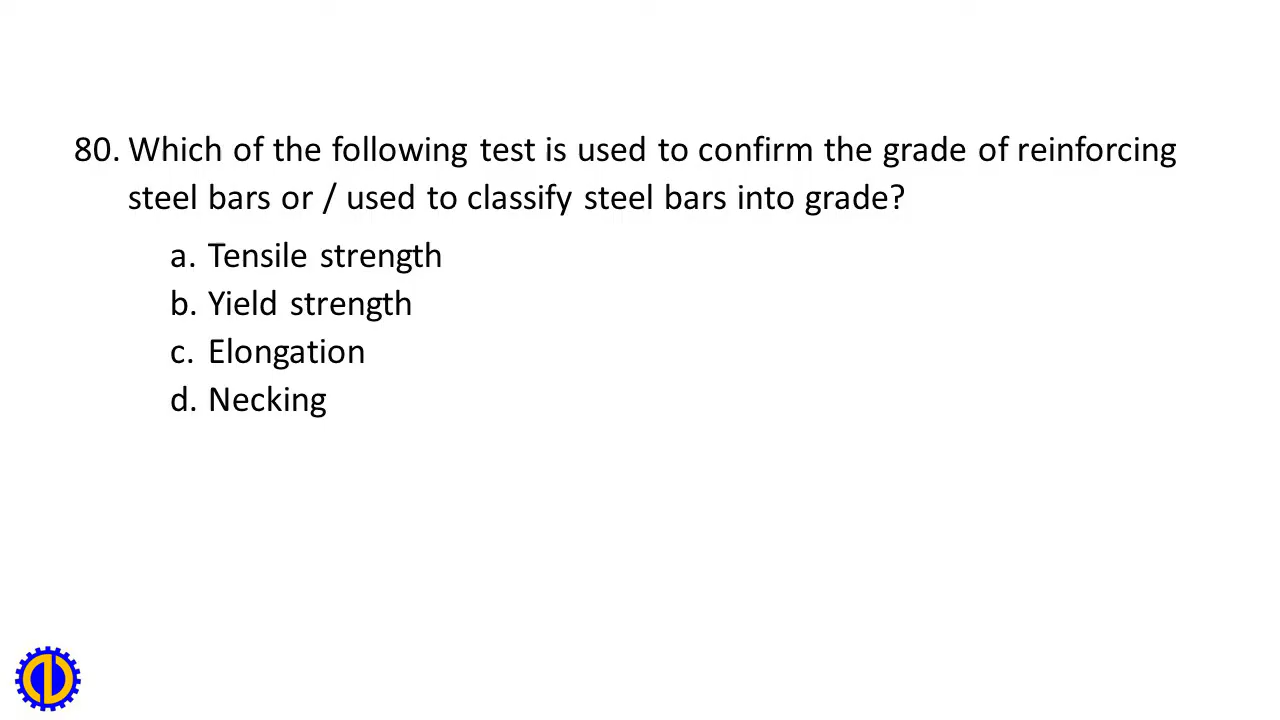 80. Which of the following test is used to confirm the grade of reinforcing
steel bars or / used to classify steel bars into grade?
a. Tensile strength
b. Yield strength
c. Elongation
d. Necking